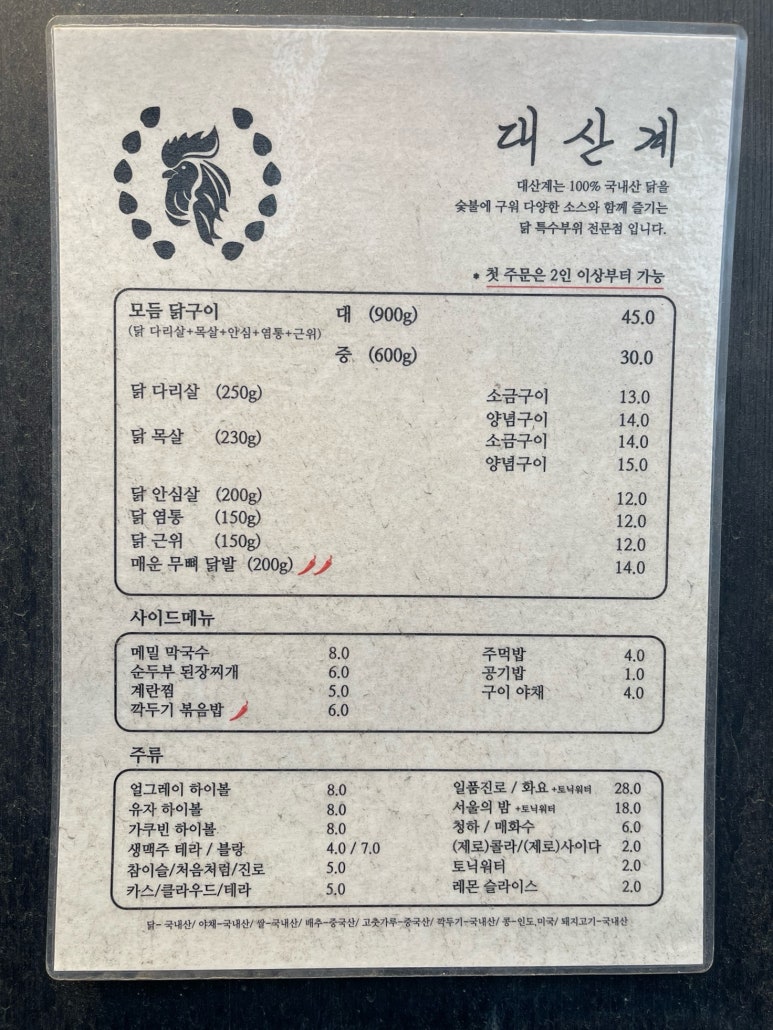 대산계
대산계는 100% 국내산 닭을
숯불에 구워 다양한 소스와 함께 즐기는
닭 특수부위 전문점 입니다.
* 첫 주문은 2인 이상부터 가능
모듬 닭구이 대 (900g) 45.0
(닭 다리살+목살+안심+염통+근위)
중 (600g) 30.0
닭 다리살 (250g) 소금구이 13.0
양념구이 14.0
닭 목살 (230g) 소금구이 14.0
양념구이 15.0
닭 안심살 (200g) 12.0
닭 염통 (150g) 12.0
닭 근위 (150g) 12.0
매운 무뼈 닭발 (200g) 14.0
사이드메뉴
메밀 막국수 8.0
순두부 된장찌개 6.0
계란찜 5.0
깍두기 볶음밥 6.0
주먹밥 4.0
공기밥 1.0
구이 야채 4.0
주류
얼그레이 하이볼 8.0
유자 하이볼 8.0
가쿠빈 하이볼 8.0
생맥주 테라 / 블랑 4.0 / 7.0
참이슬/처음처럼/진로 5.0
카스/클라우드/테라 5.0
일품진로 / 화요 +토닉워터 28.0
서울의 밤 +토닉워터 18.0
청하 / 매화수 6.0
(제로)콜라/(제로)사이다 2.0
토닉워터 2.0
레몬 슬라이스 2.0
닭- 국내산/ 야채-국내산/ 쌀-국내산/ 배추-중국산/ 고춧가루-중국산/ 깍두기-국내산/ 콩-인도,미국/ 돼지고기-국내산